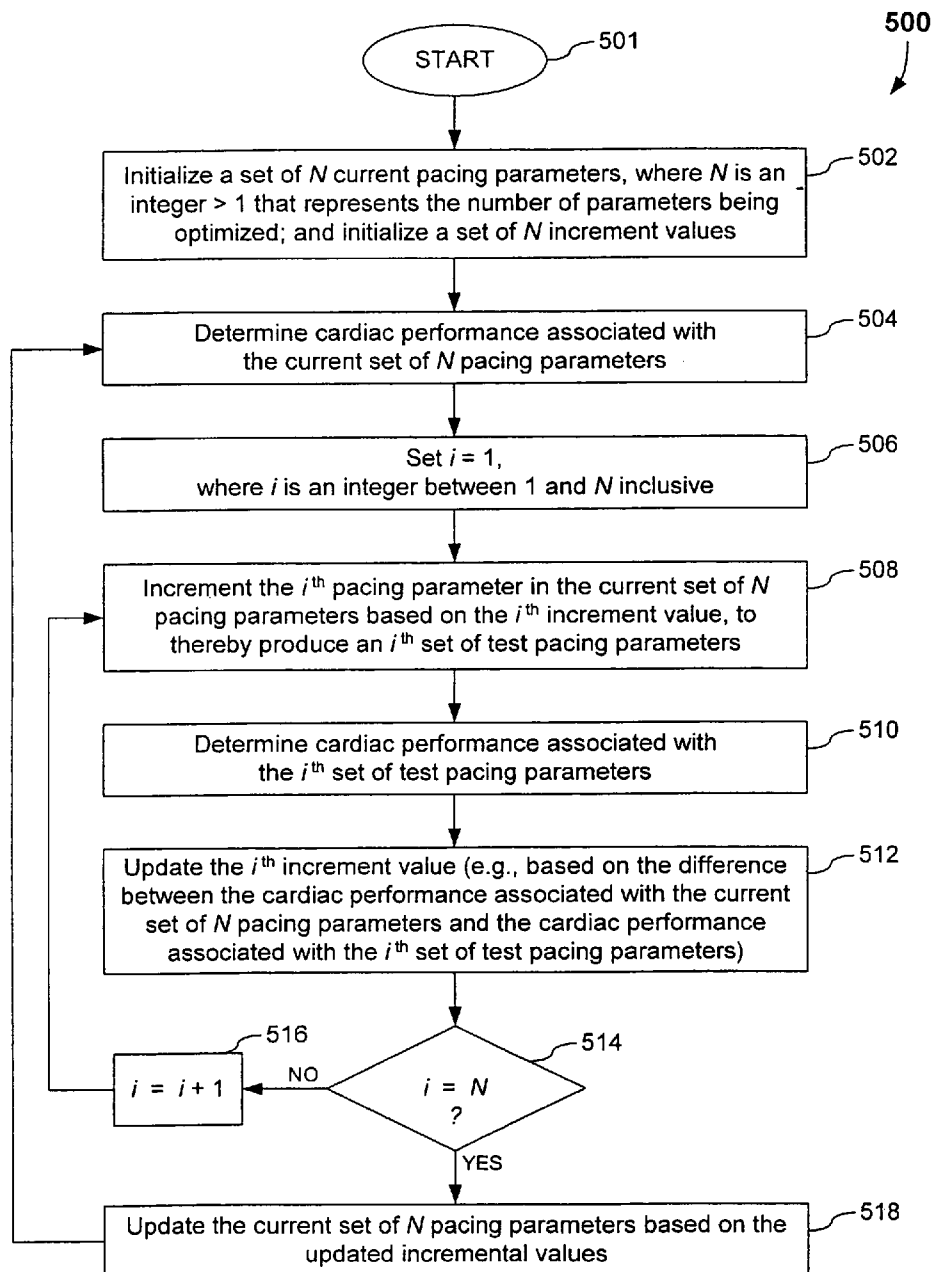 500
START
501
Initialize a set of N current pacing parameters, where N is an
integer > 1 that represents the number of parameters being
optimized; and initialize a set of N increment values
502
Determine cardiac performance associated with
the current set of N pacing parameters
504
Set i = 1,
where i is an integer between 1 and N inclusive
506
Increment the i th pacing parameter in the current set of N
pacing parameters based on the i th increment value, to
thereby produce an i th set of test pacing parameters
508
Determine cardiac performance associated with
the i th set of test pacing parameters
510
Update the i th increment value (e.g., based on the difference
between the cardiac performance associated with the current
set of N pacing parameters and the cardiac performance
associated with the i th set of test pacing parameters)
512
516
i = i + 1
NO
i = N
?
514
YES
Update the current set of N pacing parameters based on the
updated incremental values
518